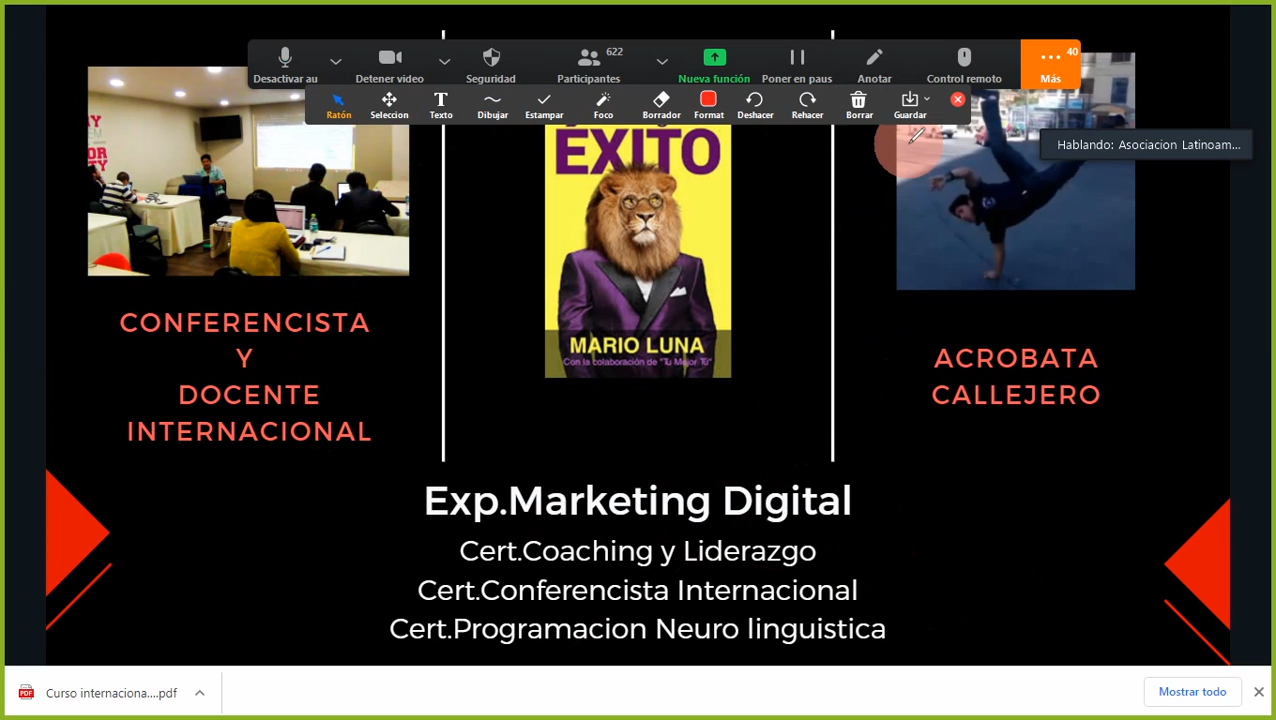 622
40
Desactivar au
Detener video
Seguridad
Participantes
Nueva función
Poner en paus
Anotar
Control remoto
Más
Ratón
Seleccion
Texto
Dibujar
Estampar
Foco
Borrador
Format
Deshacer
Rehacer
Borrar
Guardar
Hablando: Asociacion Latinoam...
ÉXITO
MARIO LUNA
Con la colaboración de "Tu Mejor Tú"
CONFERENCISTA
Y
DOCENTE
INTERNACIONAL
ACROBATA
CALLEJERO
Exp.Marketing Digital
Cert.Coaching y Liderazgo
Cert.Conferencista Internacional
Cert.Programacion Neuro linguistica
PDF
Curso internaciona....pdf
Mostrar todo